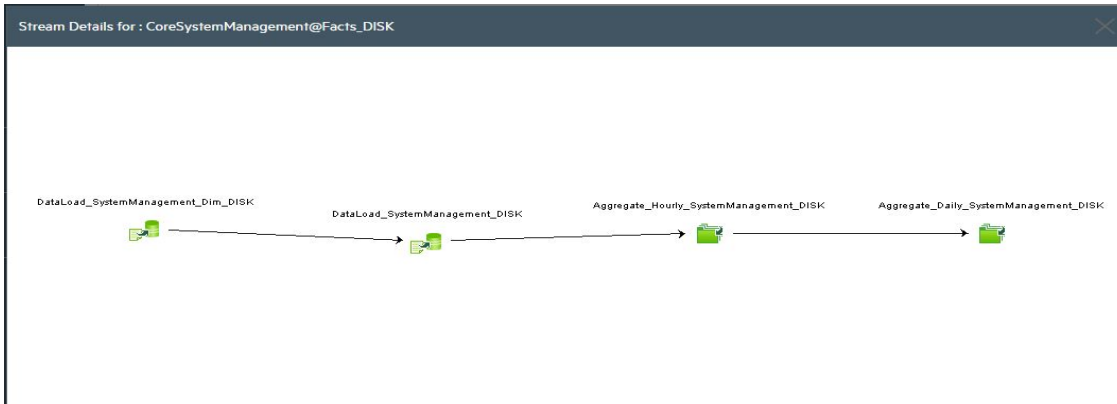 Stream Details for : CoreSystemManagement@Facts_DISK
DataLoad_SystemManagement_Dim_DISK
DataLoad_SystemManagement_DISK
Aggregate_Hourly_SystemManagement_DISK
Aggregate_Daily_SystemManagement_DISK